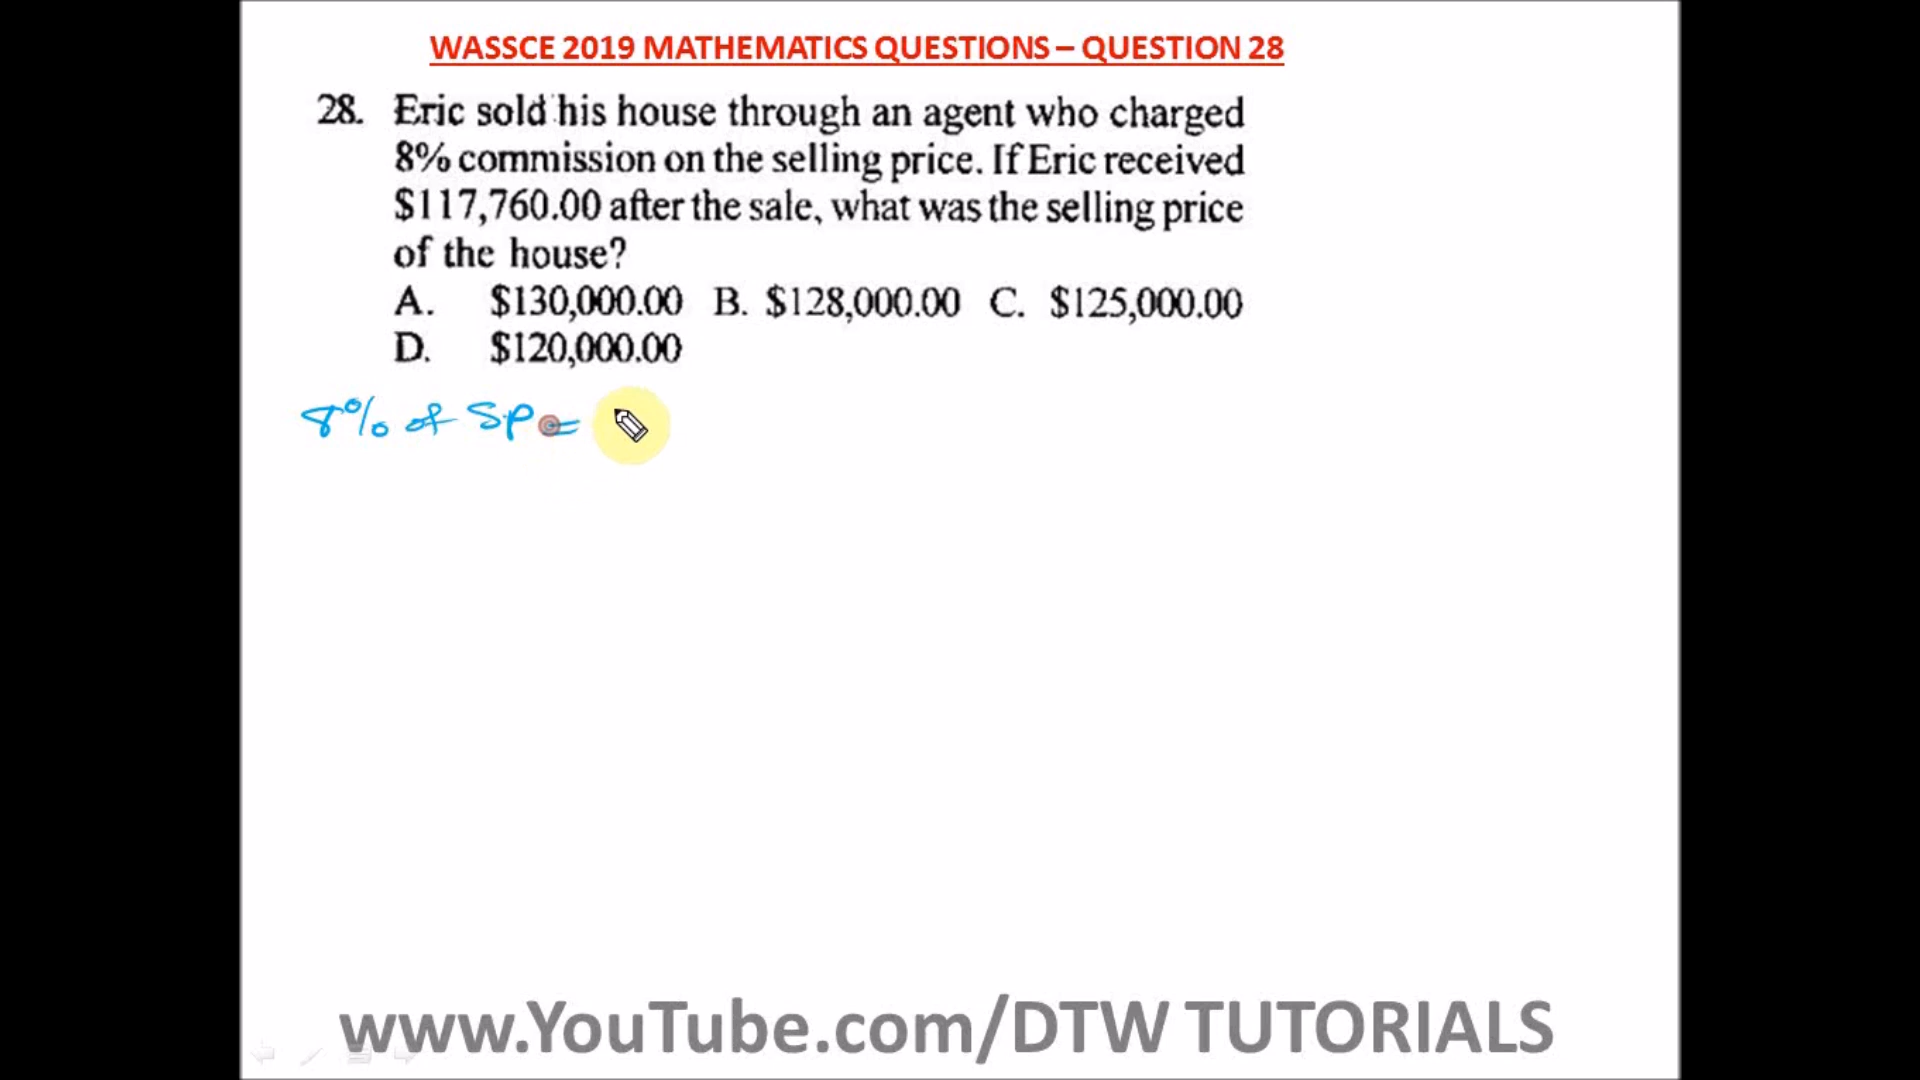 WASSCE 2019 MATHEMATICS QUESTIONS – QUESTION 28
28. Eric sold his house through an agent who charged
8% commission on the selling price. If Eric received
$117,760.00 after the sale, what was the selling price
of the house?
A. $130,000.00 B. $128,000.00 C. $125,000.00
D. $120,000.00
8% of SP =
www.YouTube.com/DTW TUTORIALS